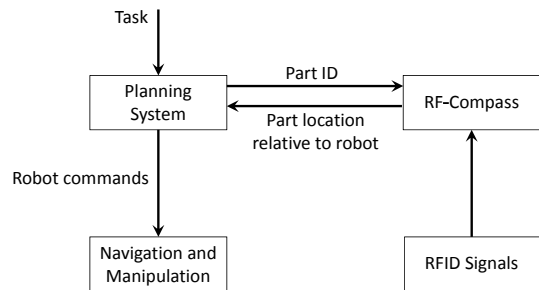 Task
Planning
System
Part ID
Part location
relative to robot
RF-Compass
Robot commands
Navigation and
Manipulation
RFID Signals